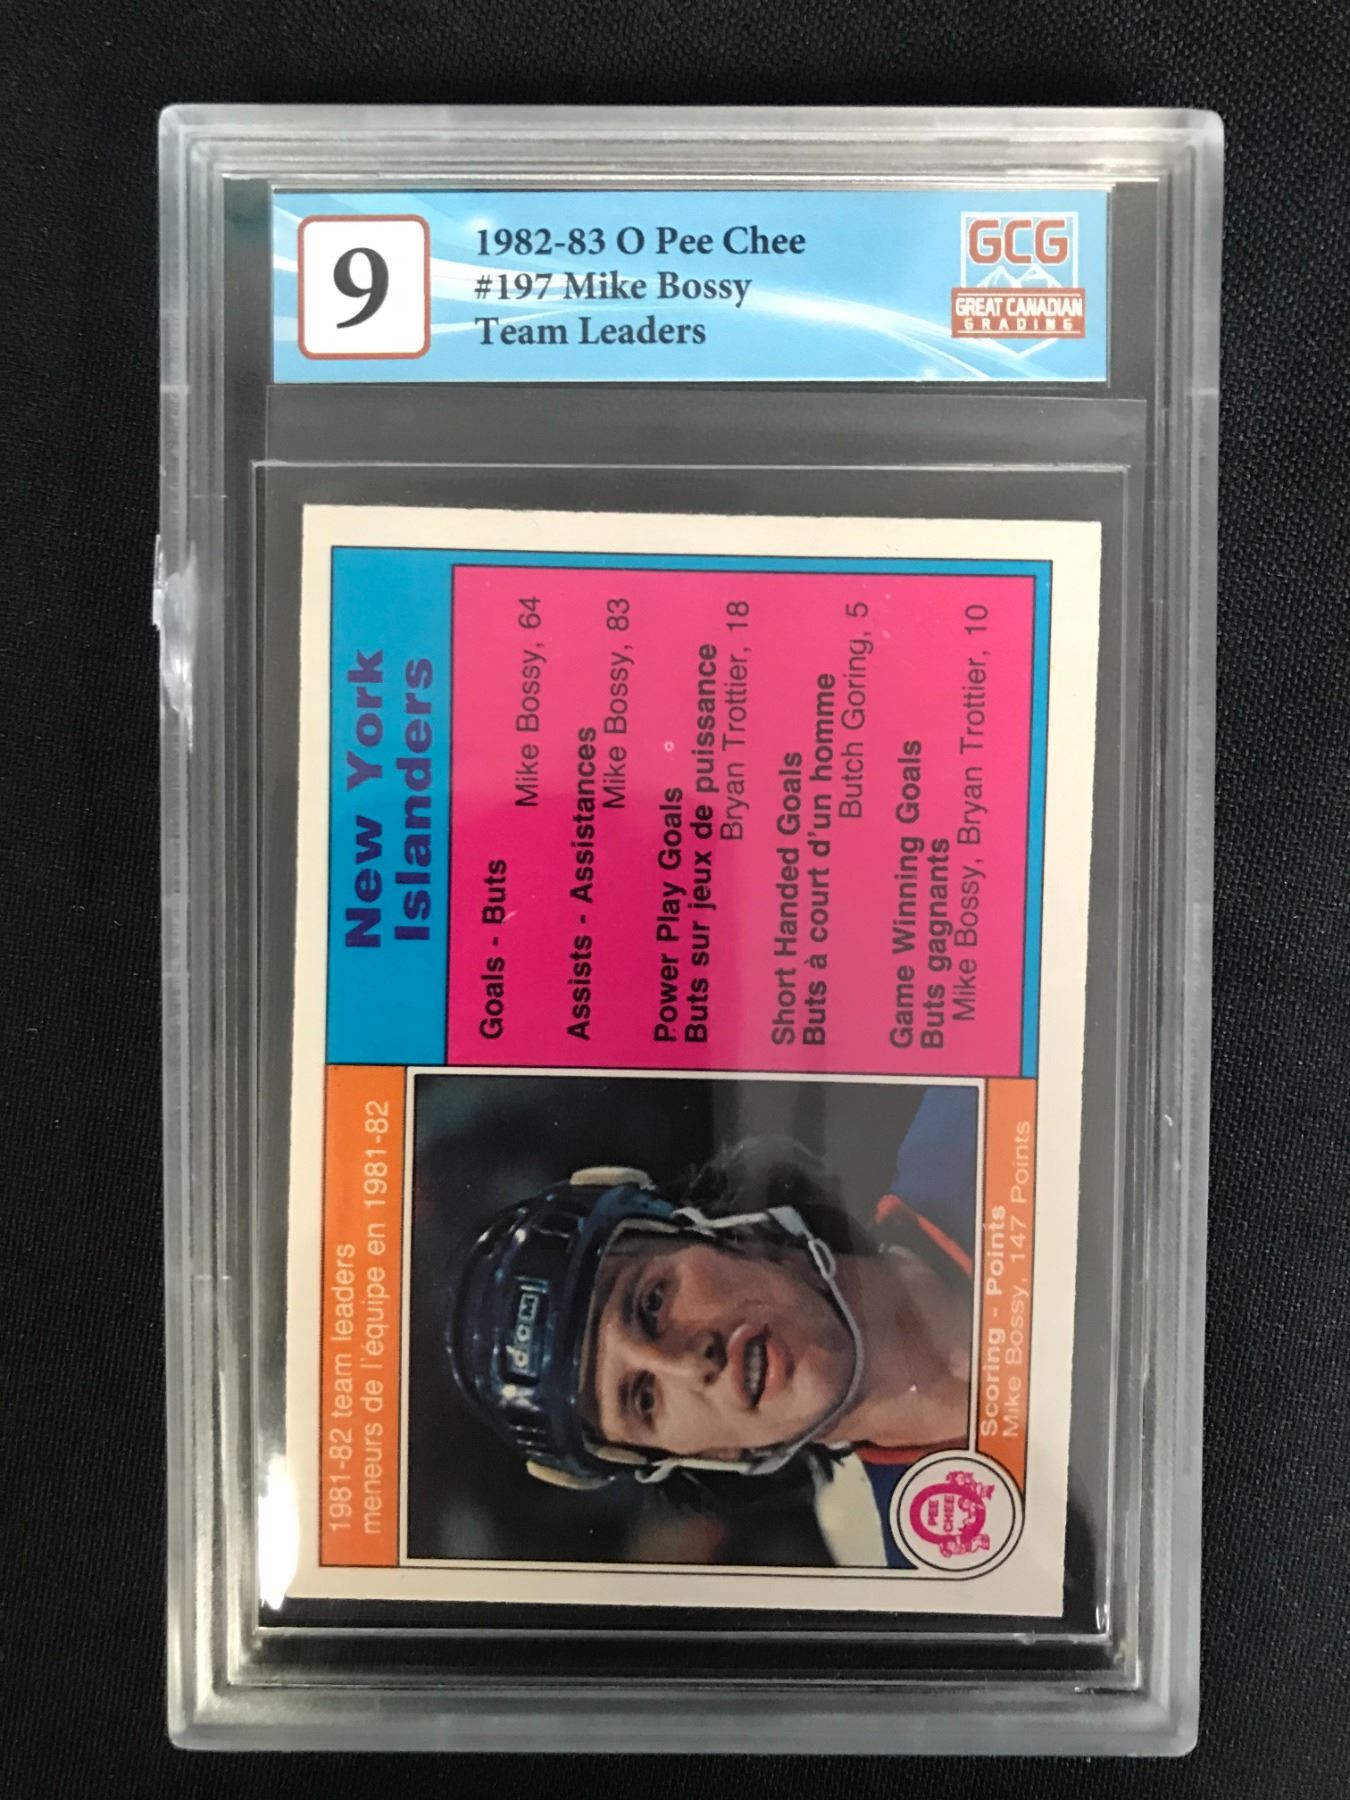 9
1982-83 O Pee Chee
#197 Mike Bossy
Team Leaders
GCG
GREAT CANADIAN
GRADING
1981-82 team leaders
meneurs de l'équipe en 1981-82
New York
Islanders
Goals - Buts
Mike Bossy, 64
Assists - Assistances
Mike Bossy, 83
Power Play Goals
Buts sur jeux de puissance
Bryan Trottier, 18
Short Handed Goals
Buts à court d'un homme
Butch Goring, 5
Game Winning Goals
Buts gagnants
Mike Bossy, Bryan Trottier, 10
Scoring - Points
Mike Bossy, 147 Points
PEE
CHEE